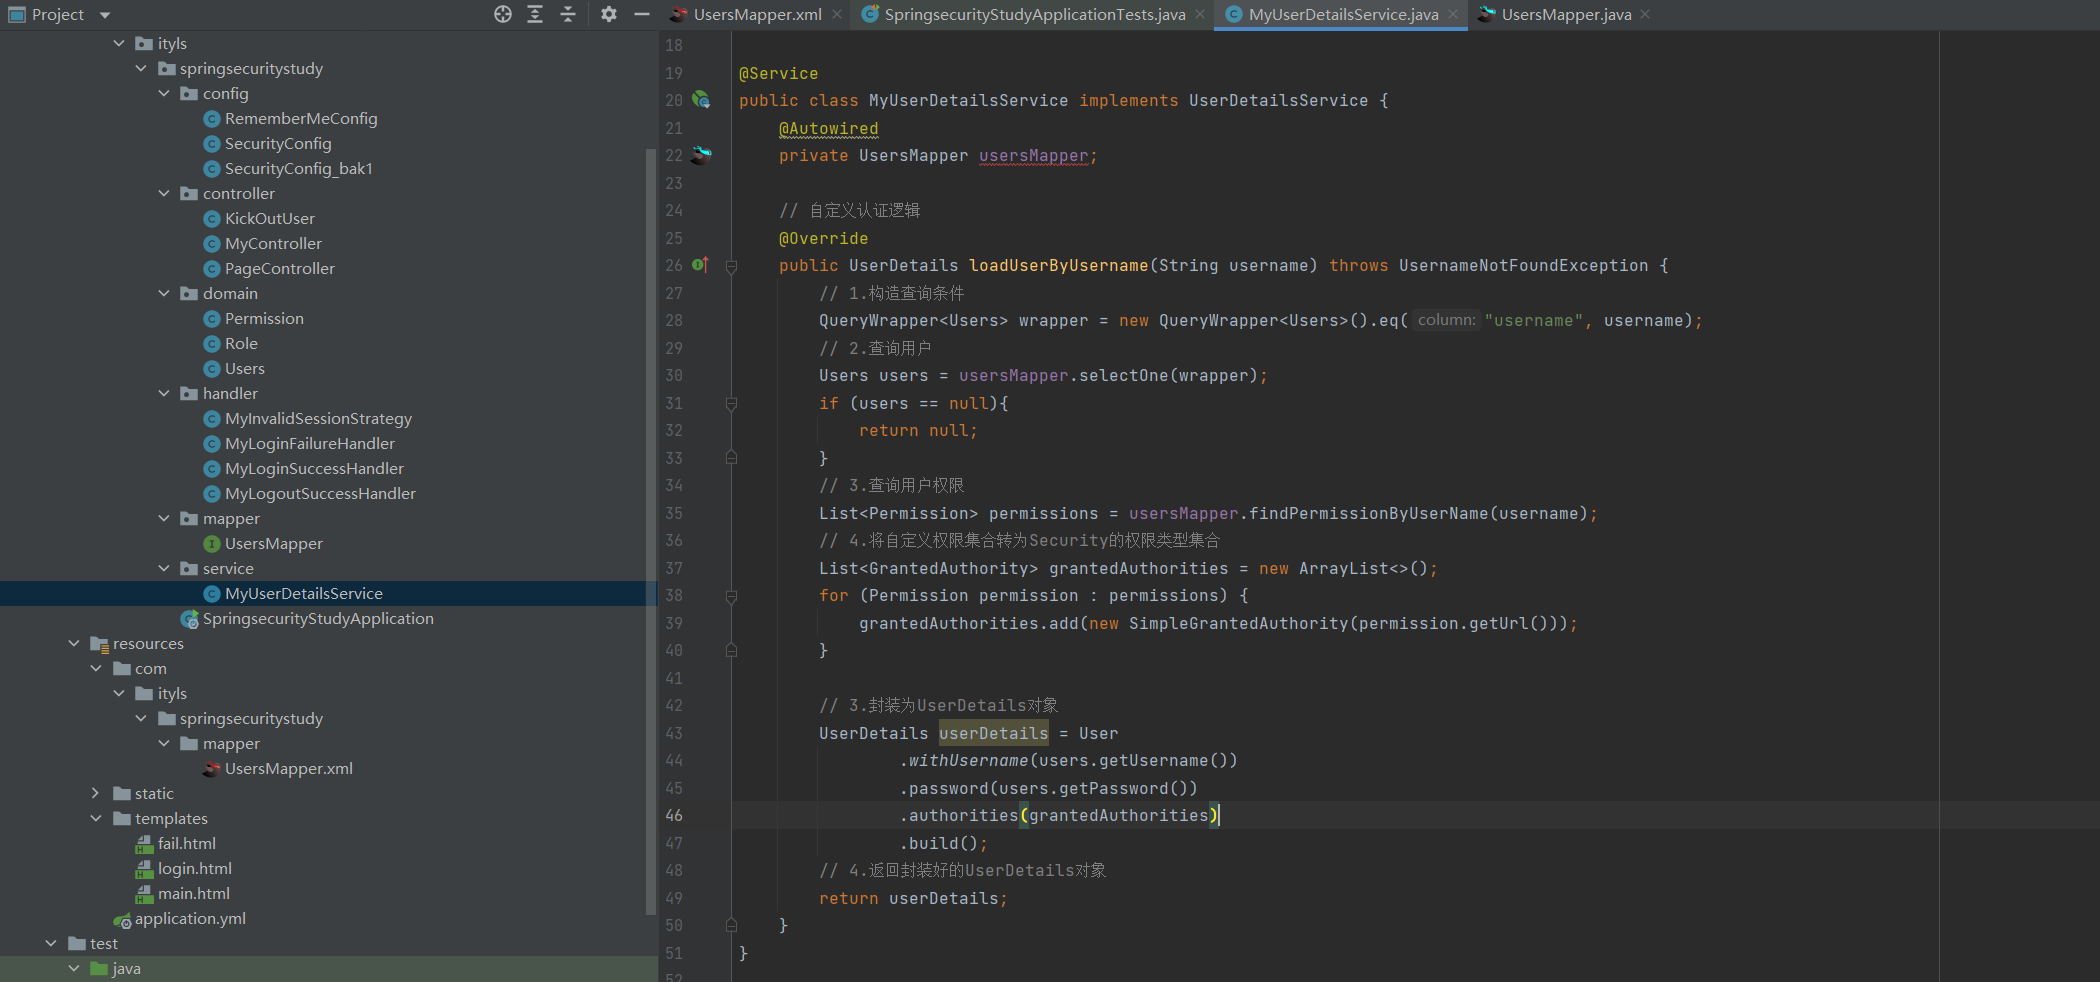 Project
UsersMapper.xml
SpringsecurityStudyApplicationTests.java
MyUserDetailsService.java
UsersMapper.java
ityls
springsecuritystudy
config
RememberMeConfig
SecurityConfig
SecurityConfig_bak1
controller
KickOutUser
MyController
PageController
domain
Permission
Role
Users
handler
MyInvalidSessionStrategy
MyLoginFailureHandler
MyLoginSuccessHandler
MyLogoutSuccessHandler
mapper
UsersMapper
service
MyUserDetailsService
SpringsecurityStudyApplication
resources
com
ityls
springsecuritystudy
mapper
UsersMapper.xml
static
templates
fail.html
login.html
main.html
application.yml
test
java
18
19 @Service
20 public class MyUserDetailsService implements UserDetailsService {
21 @Autowired
22 private UsersMapper usersMapper;
23
24 // 自定义认证逻辑
25 @Override
26 public UserDetails loadUserByUsername(String username) throws UsernameNotFoundException {
27 // 1.构造查询条件
28 QueryWrapper<Users> wrapper = new QueryWrapper<Users>().eq( column: "username", username);
29 // 2.查询用户
30 Users users = usersMapper.selectOne(wrapper);
31 if (users == null){
32 return null;
33 }
34 // 3.查询用户权限
35 List<Permission> permissions = usersMapper.findPermissionByUserName(username);
36 // 4.将自定义权限集合转为Security的权限类型集合
37 List<GrantedAuthority> grantedAuthorities = new ArrayList<>();
38 for (Permission permission : permissions) {
39 grantedAuthorities.add(new SimpleGrantedAuthority(permission.getUrl()));
40 }
41
42 // 3.封装为UserDetails对象
43 UserDetails userDetails = User
44 .withUsername(users.getUsername())
45 .password(users.getPassword())
46 .authorities(grantedAuthorities)
47 .build();
48 // 4.返回封装好的UserDetails对象
49 return userDetails;
50 }
51 }
52